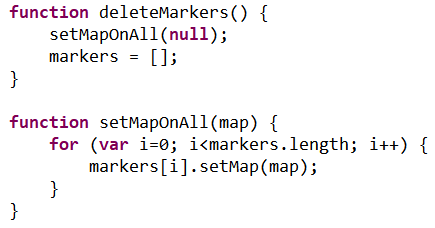 function deleteMarkers() {
    setMapOnAll(null);
    markers = [];
}

function setMapOnAll(map) {
    for (var i=0; i<markers.length; i++) {
        markers[i].setMap(map);
    }
}